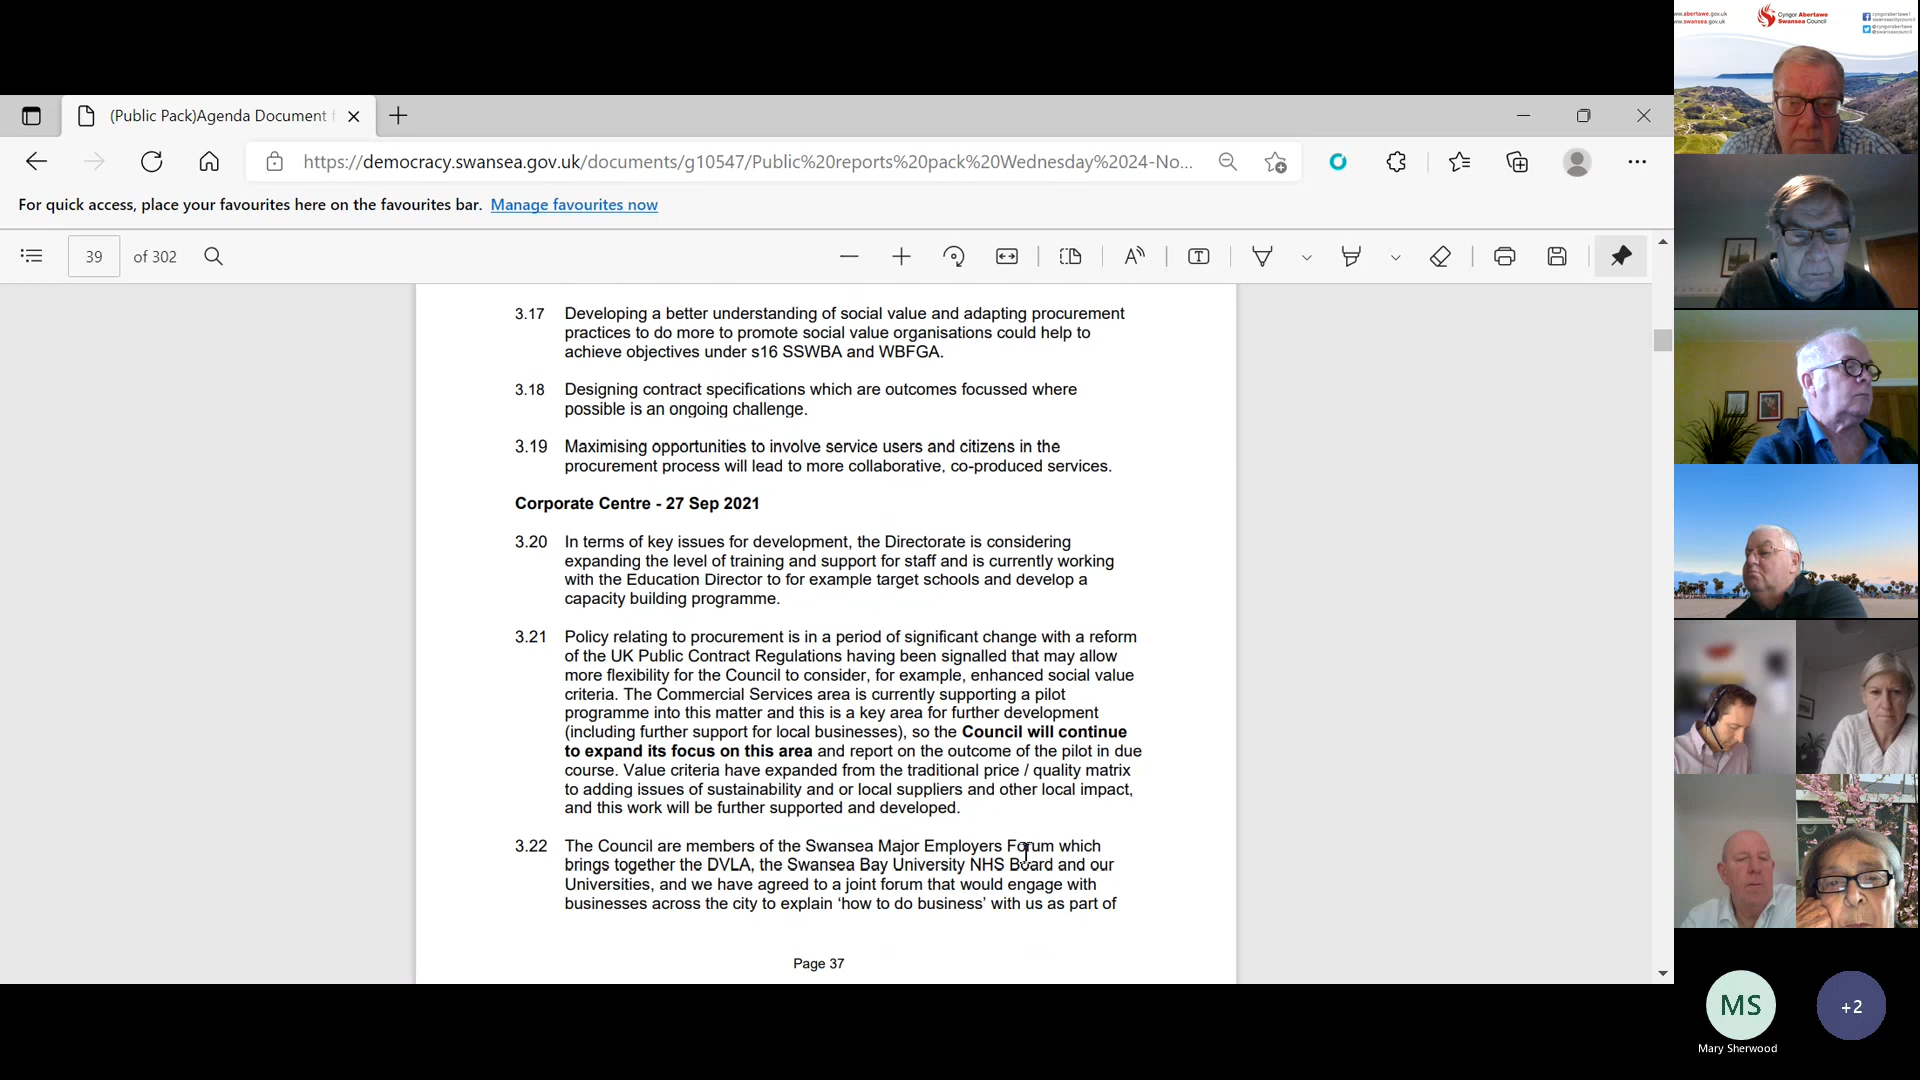 (Public Pack)Agenda Document f
https://democracy.swansea.gov.uk/documents/g10547/Public%20reports%20pack%20Wednesday%2024-No...
For quick access, place your favourites here on the favourites bar. Manage favourites now
39 of 302
3.17 Developing a better understanding of social value and adapting procurement
practices to do more to promote social value organisations could help to
achieve objectives under s16 SSWBA and WBFGA.
3.18 Designing contract specifications which are outcomes focussed where
possible is an ongoing challenge.
3.19 Maximising opportunities to involve service users and citizens in the
procurement process will lead to more collaborative, co-produced services.
Corporate Centre - 27 Sep 2021
3.20 In terms of key issues for development, the Directorate is considering
expanding the level of training and support for staff and is currently working
with the Education Director to for example target schools and develop a
capacity building programme.
3.21 Policy relating to procurement is in a period of significant change with a reform
of the UK Public Contract Regulations having been signalled that may allow
more flexibility for the Council to consider, for example, enhanced social value
criteria. The Commercial Services area is currently supporting a pilot
programme into this matter and this is a key area for further development
(including further support for local businesses), so the Council will continue
to expand its focus on this area and report on the outcome of the pilot in due
course. Value criteria have expanded from the traditional price / quality matrix
to adding issues of sustainability and or local suppliers and other local impact,
and this work will be further supported and developed.
3.22 The Council are members of the Swansea Major Employers Forum which
brings together the DVLA, the Swansea Bay University NHS Board and our
Universities, and we have agreed to a joint forum that would engage with
businesses across the city to explain ‘how to do business’ with us as part of
Page 37
www.abertawe.gov.uk
www.swansea.gov.uk
Cyngor Abertawe
Swansea Council
MS
+2
Mary Sherwood